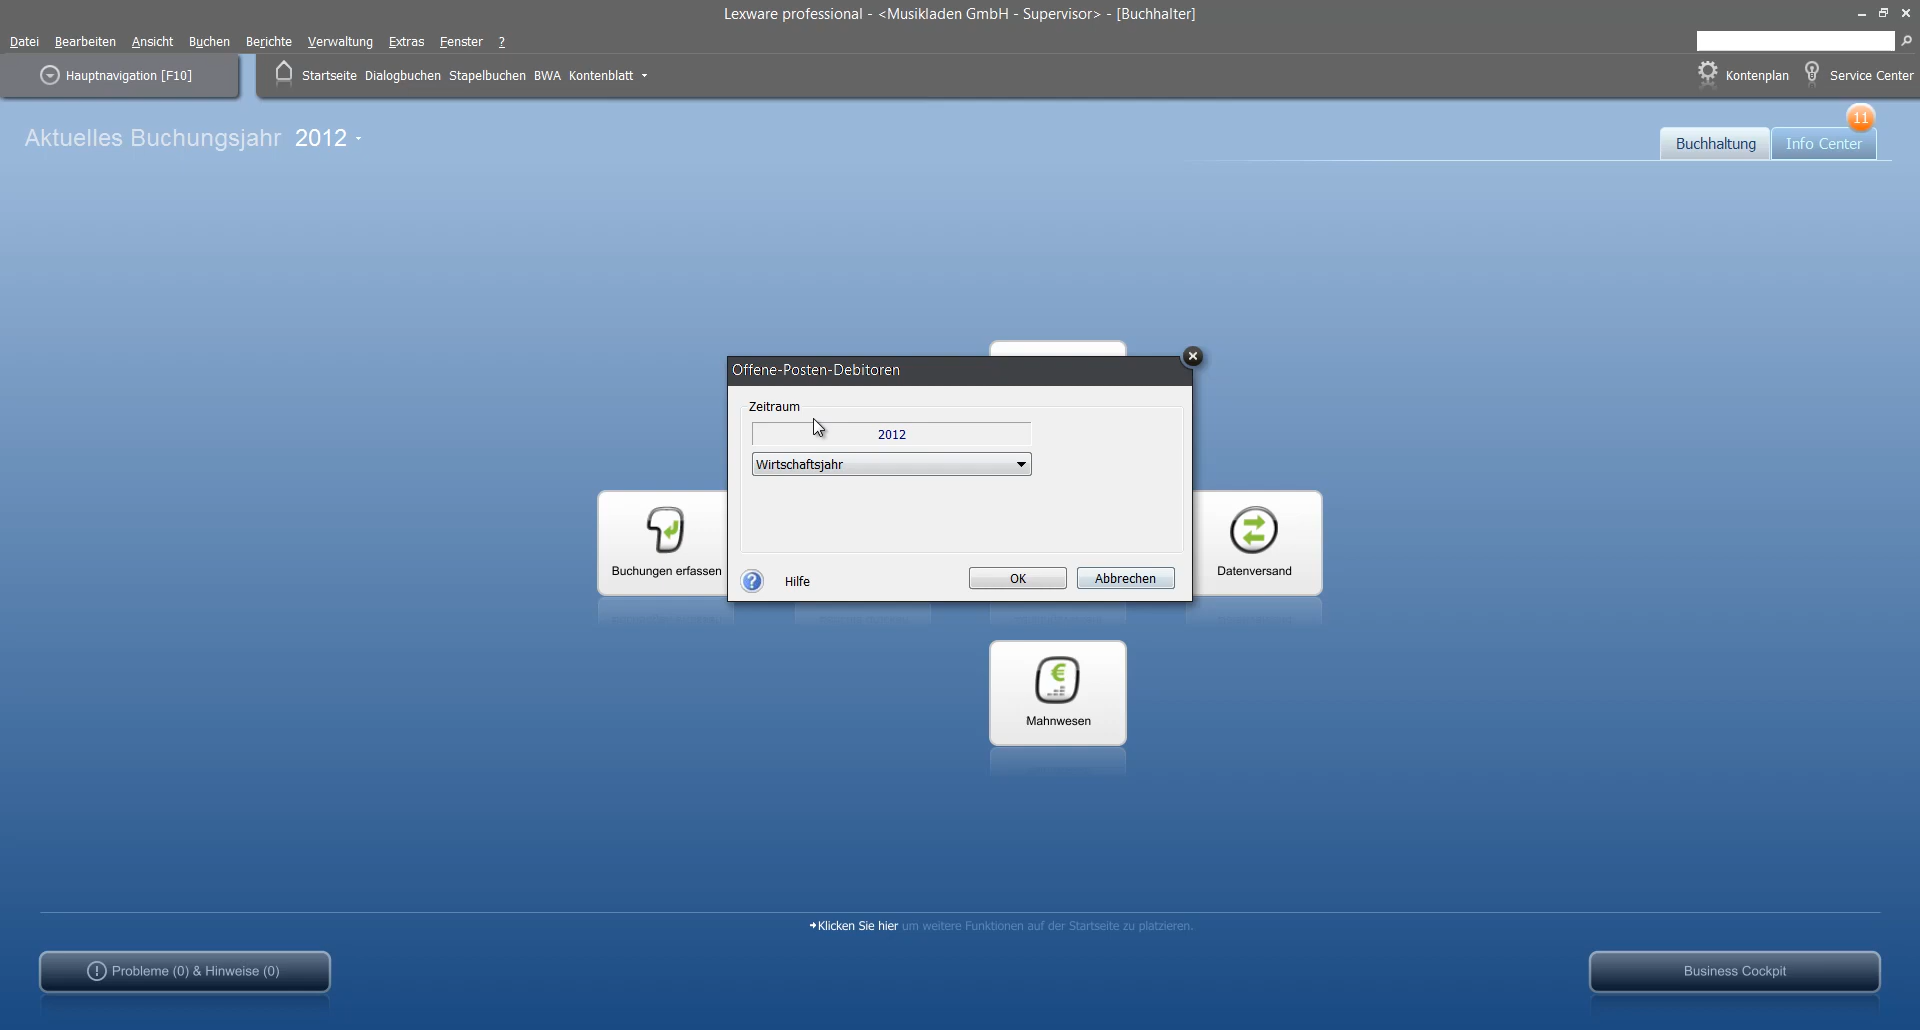 Lexware professional - <Musikladen GmbH - Supervisor> - [Buchhalter]
Datei Bearbeiten Ansicht Buchen Berichte Verwaltung Extras Fenster ?
Hauptnavigation [F10] Startseite Dialogbuchen Stapelbuchen BWA Kontenblatt Kontenplan Service Center
11
Aktuelles Buchungsjahr 2012
Buchhaltung Info Center
Offene-Posten-Debitoren
Zeitraum
2012
Wirtschaftsjahr
Hilfe OK Abbrechen
Buchungen erfassen
Datenversand
€
Mahnwesen
Klicken Sie hier um weitere Funktionen auf der Startseite zu platzieren.
Probleme (0) & Hinweise (0)
Business Cockpit